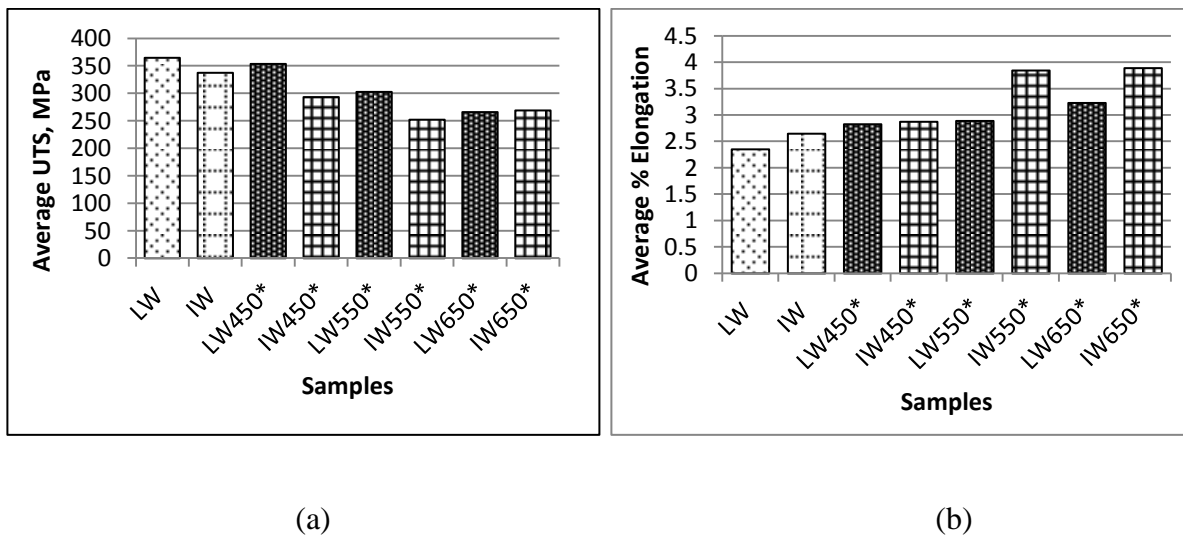 Average UTS, MPa
400
350
300
250
200
150
100
50
0
LW
IW
LW450*
IW450*
LW550*
IW550*
LW650*
IW650*
Samples
Average % Elongation
4.5
4
3.5
3
2.5
2
1.5
1
0.5
0
LW
IW
LW450*
IW450*
LW550*
IW550*
LW650*
IW650*
Samples
(a)
(b)